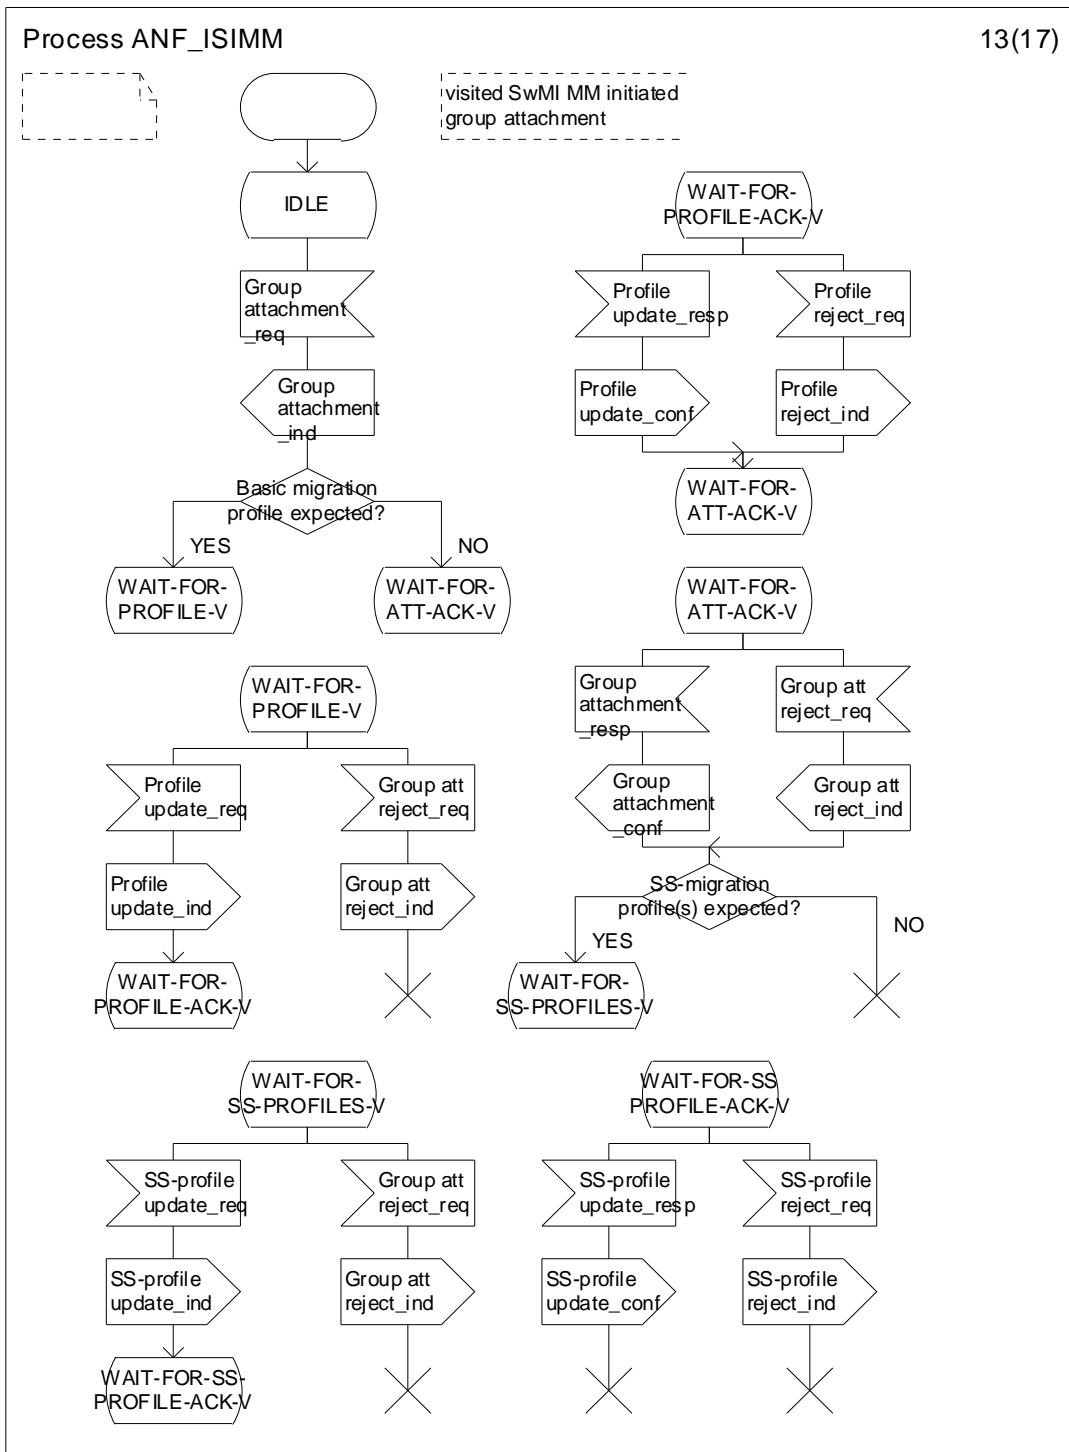 Process ANF_ISIMM
13(17)
visited SwMI MM initiated
group attachment
IDLE
Group
attachment
_req
Group
attachment
_ind
Basic migration
profile expected?
YES
NO
WAIT-FOR-
PROFILE-V
WAIT-FOR-
ATT-ACK-V
WAIT-FOR-
PROFILE-V
Profile
update_req
Group att
reject_req
Profile
update_ind
Group att
reject_ind
WAIT-FOR-
PROFILE-ACK-V
WAIT-FOR-
PROFILE-ACK-V
Profile
update_resp
Profile
reject_req
Profile
update_conf
Profile
reject_ind
WAIT-FOR-
ATT-ACK-V
WAIT-FOR-
ATT-ACK-V
Group
attachment
_resp
Group att
reject_req
Group
attachment
_conf
Group att
reject_ind
SS-migration
profile(s) expected?
YES
NO
WAIT-FOR-
SS-PROFILES-V
WAIT-FOR-
SS-PROFILES-V
SS-profile
update_req
Group att
reject_req
SS-profile
update_ind
Group att
reject_ind
WAIT-FOR-SS-
PROFILE-ACK-V
WAIT-FOR-SS
PROFILE-ACK-V
SS-profile
update_resp
SS-profile
reject_req
SS-profile
update_conf
SS-profile
reject_ind